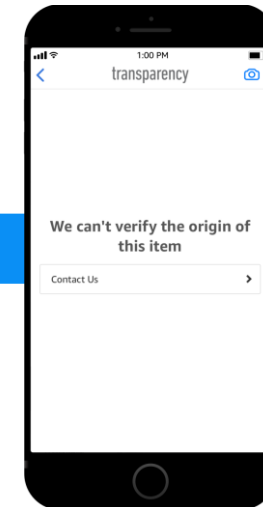 1:00 PM
transparency
We can't verify the origin of
this item
Contact Us